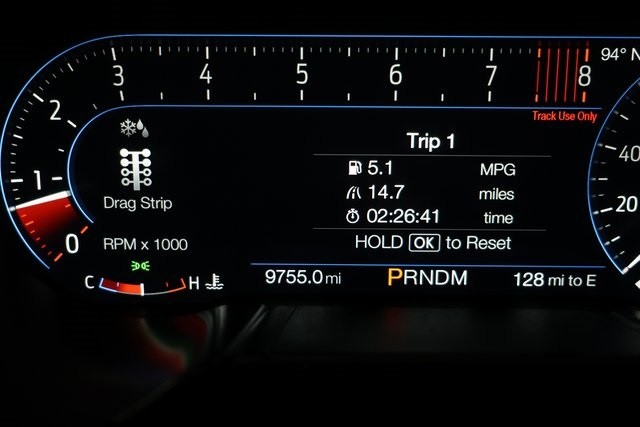 3 4 5 6 7 8 94° N
Track Use Only
2
1
0
Drag Strip
RPM x 1000
C H
Trip 1
5.1 MPG
14.7 miles
02:26:41 time
HOLD OK to Reset
9755.0 mi PRNDM 128 mi to E
40
20